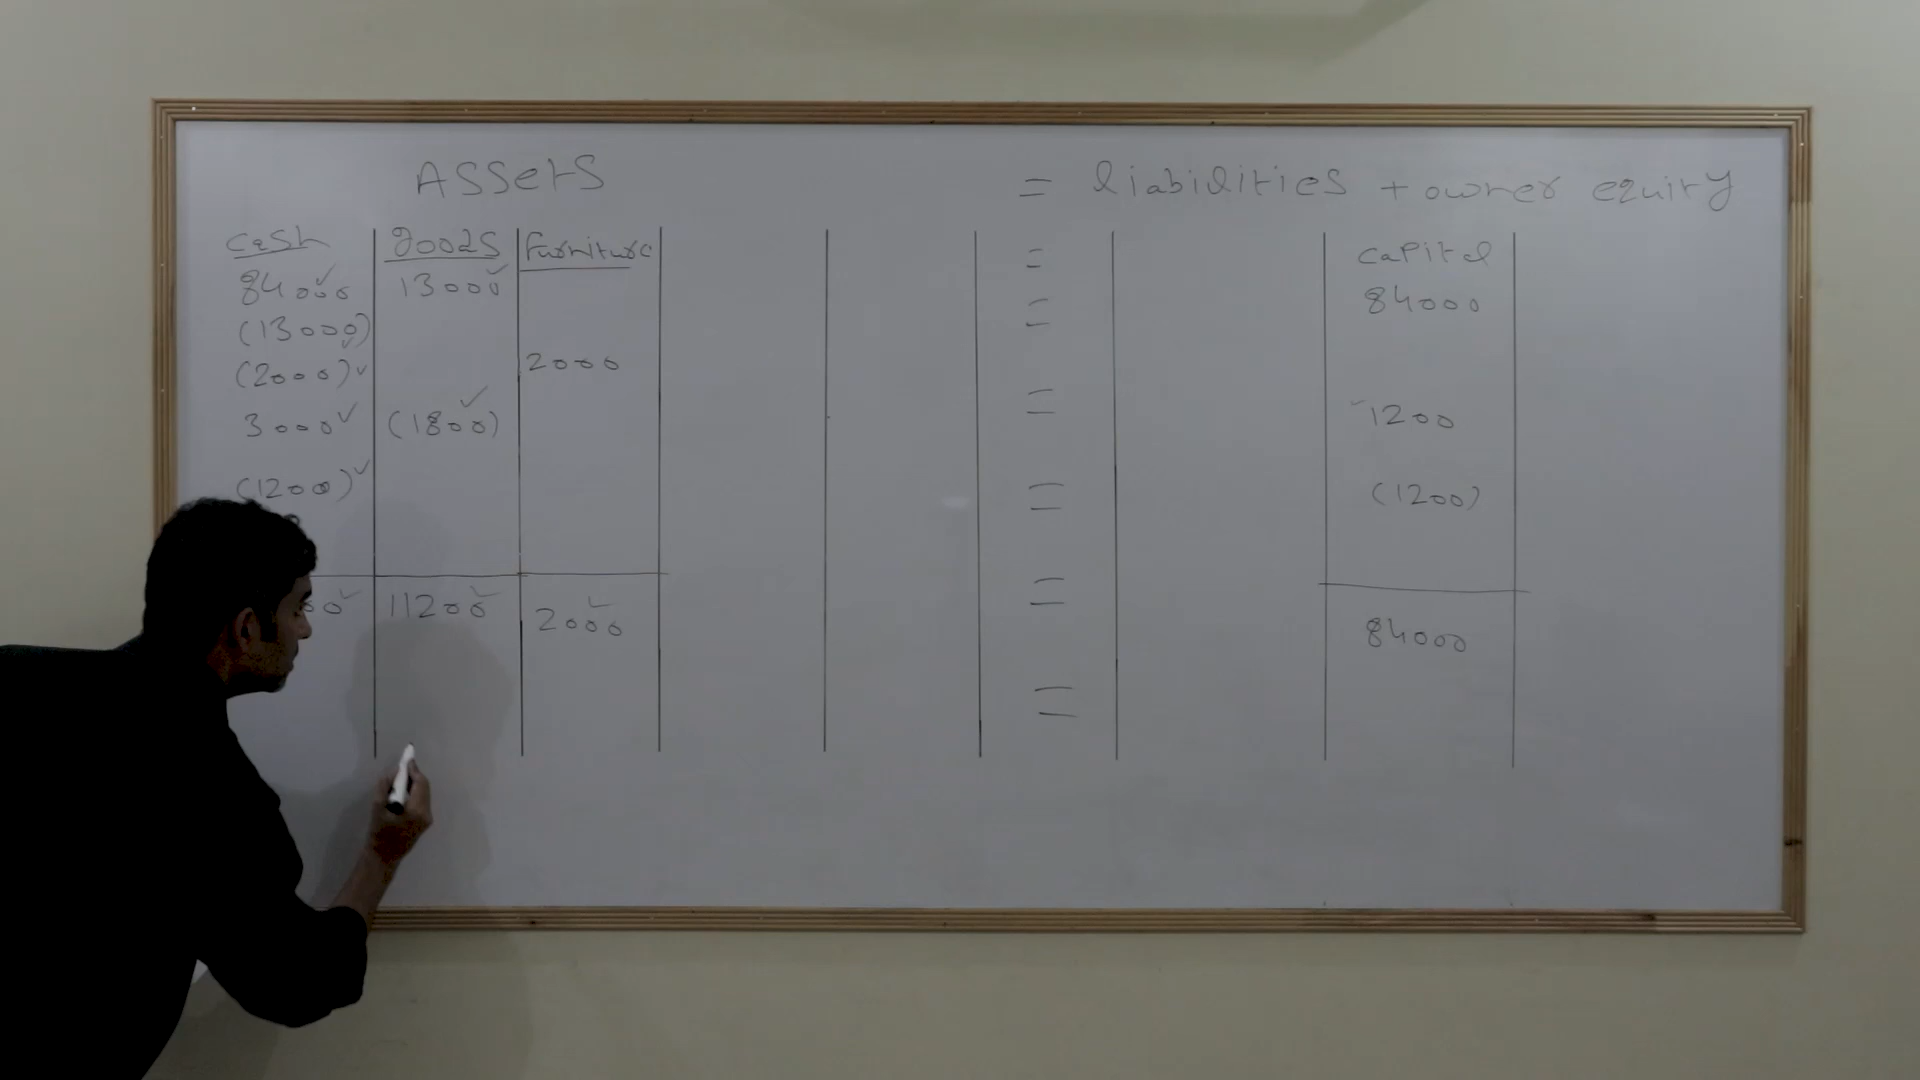 Assets = liabilities + owner equity
cash goods furniture = capital
84000 13000 = 84000
(13000)
(2000) 2000
3000 (1800) = 1200
(1200) = (1200)
=
00 11200 2000 84000
=